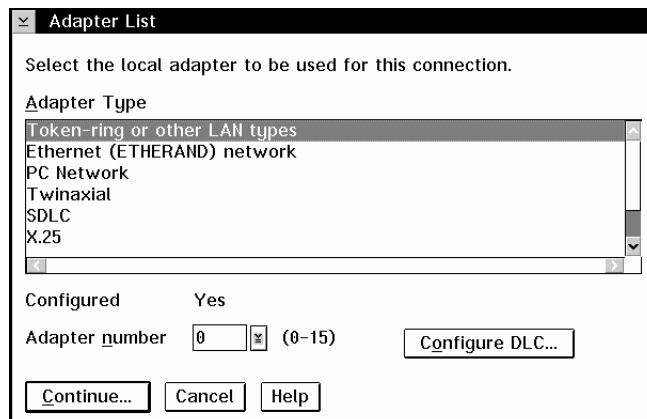 Adapter List
Select the local adapter to be used for this connection.
Adapter Type
Token-ring or other LAN types
Ethernet (ETHERAND) network
PC Network
Twinaxial
SDLC
X.25
Configured Yes
Adapter number 0 (0-15) Configure DLC...
Continue... Cancel Help